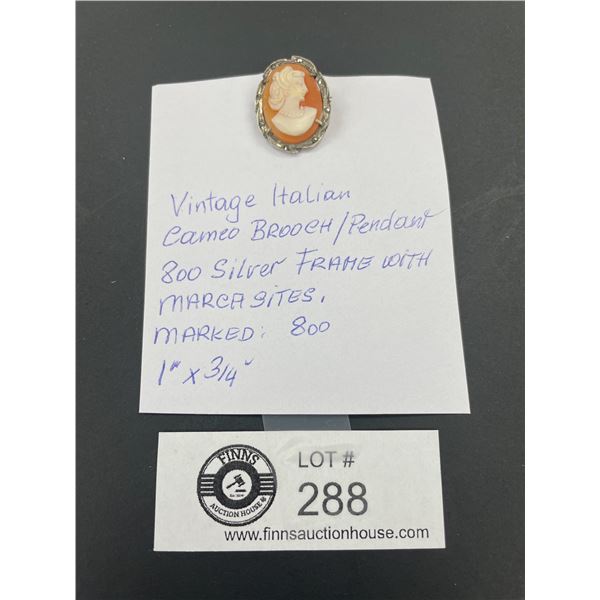 Vintage Italian
Cameo BROOCH/Pendant
800 Silver FRAME WITH
MARCASITES.
MARKED: 800
1" x 3/4"
FINNS
AUCTION HOUSE
LOT #
288
www.finnsauctionhouse.com